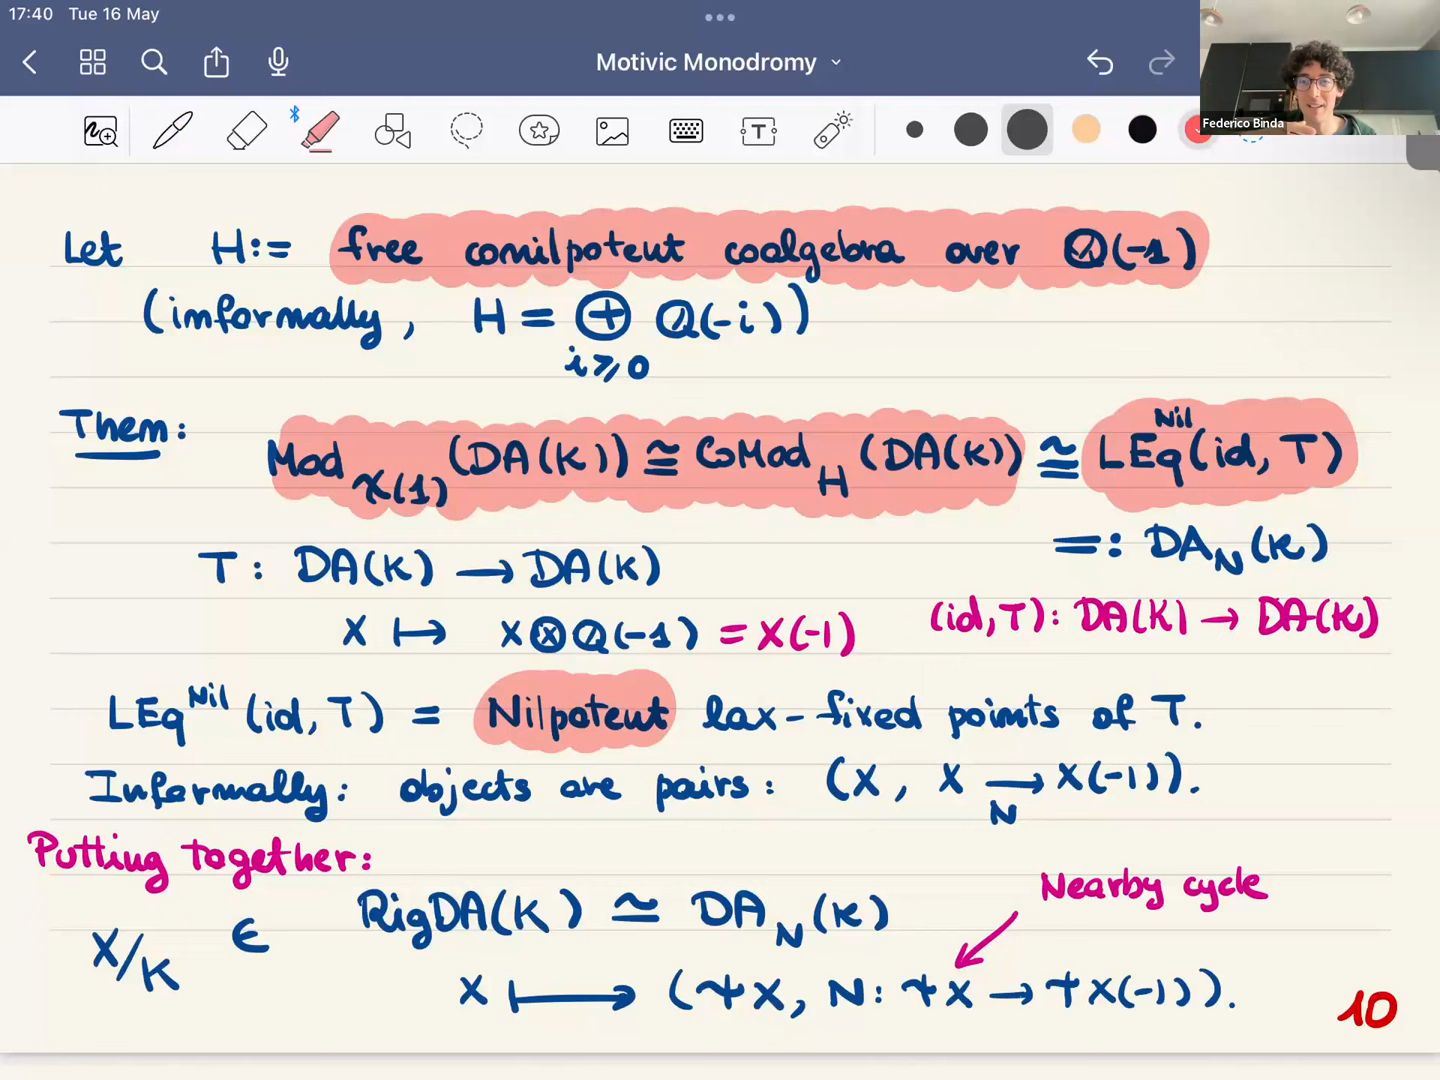 17:40 Tue 16 May
Motivic Monodromy
Federico Binda
Let H:= free conilpotent coalgebra over Q(-1)
(informally, H = ⊕ Q(-i))
i⩾0
Then: Mod_χ(1) (DA(k)) ≅ CoMod_H (DA(k)) ≅ LEq^Nil (id, T)
=: DA_N(k)
T: DA(k) → DA(k)
(id,T): DA(k) → DA(k)
X ↦ X⊗Q(-1) = X(-1)
LEq^Nil (id, T) = Nilpotent lax-fixed points of T.
Informally: objects are pairs: (X, X →_N X(-1)).
Putting together:
Nearby cycle
X/K ∈ RigDA(K) ≃ DA_N(k)
X ⟼ (ΨX, N: ΨX → ΨX(-1)).
10